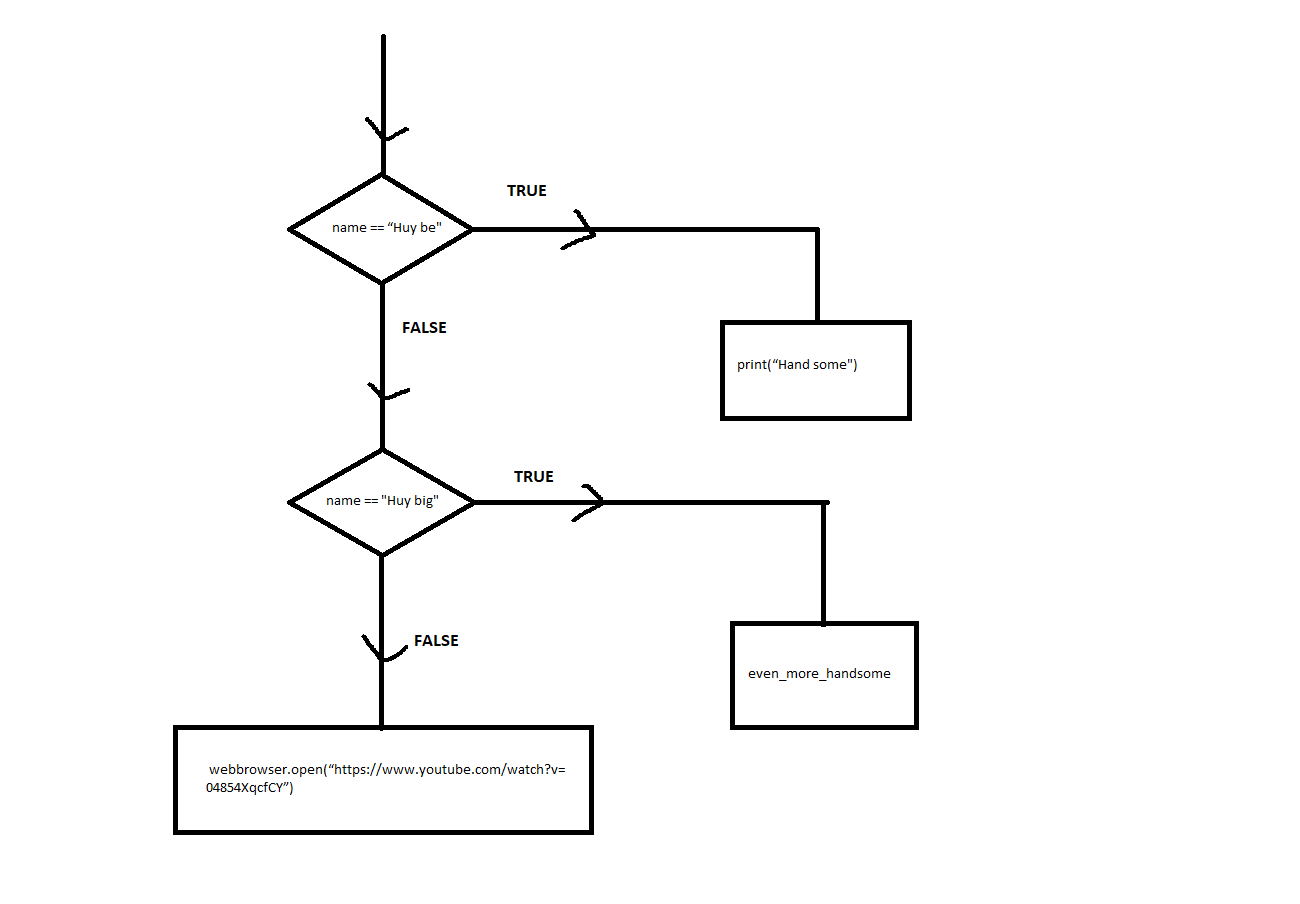 TRUE
name == “Huy be"
FALSE
print(“Hand some")
TRUE
name == "Huy big"
FALSE
even_more_handsome
webbrowser.open(“https://www.youtube.com/watch?v=
04854XqcfCY”)